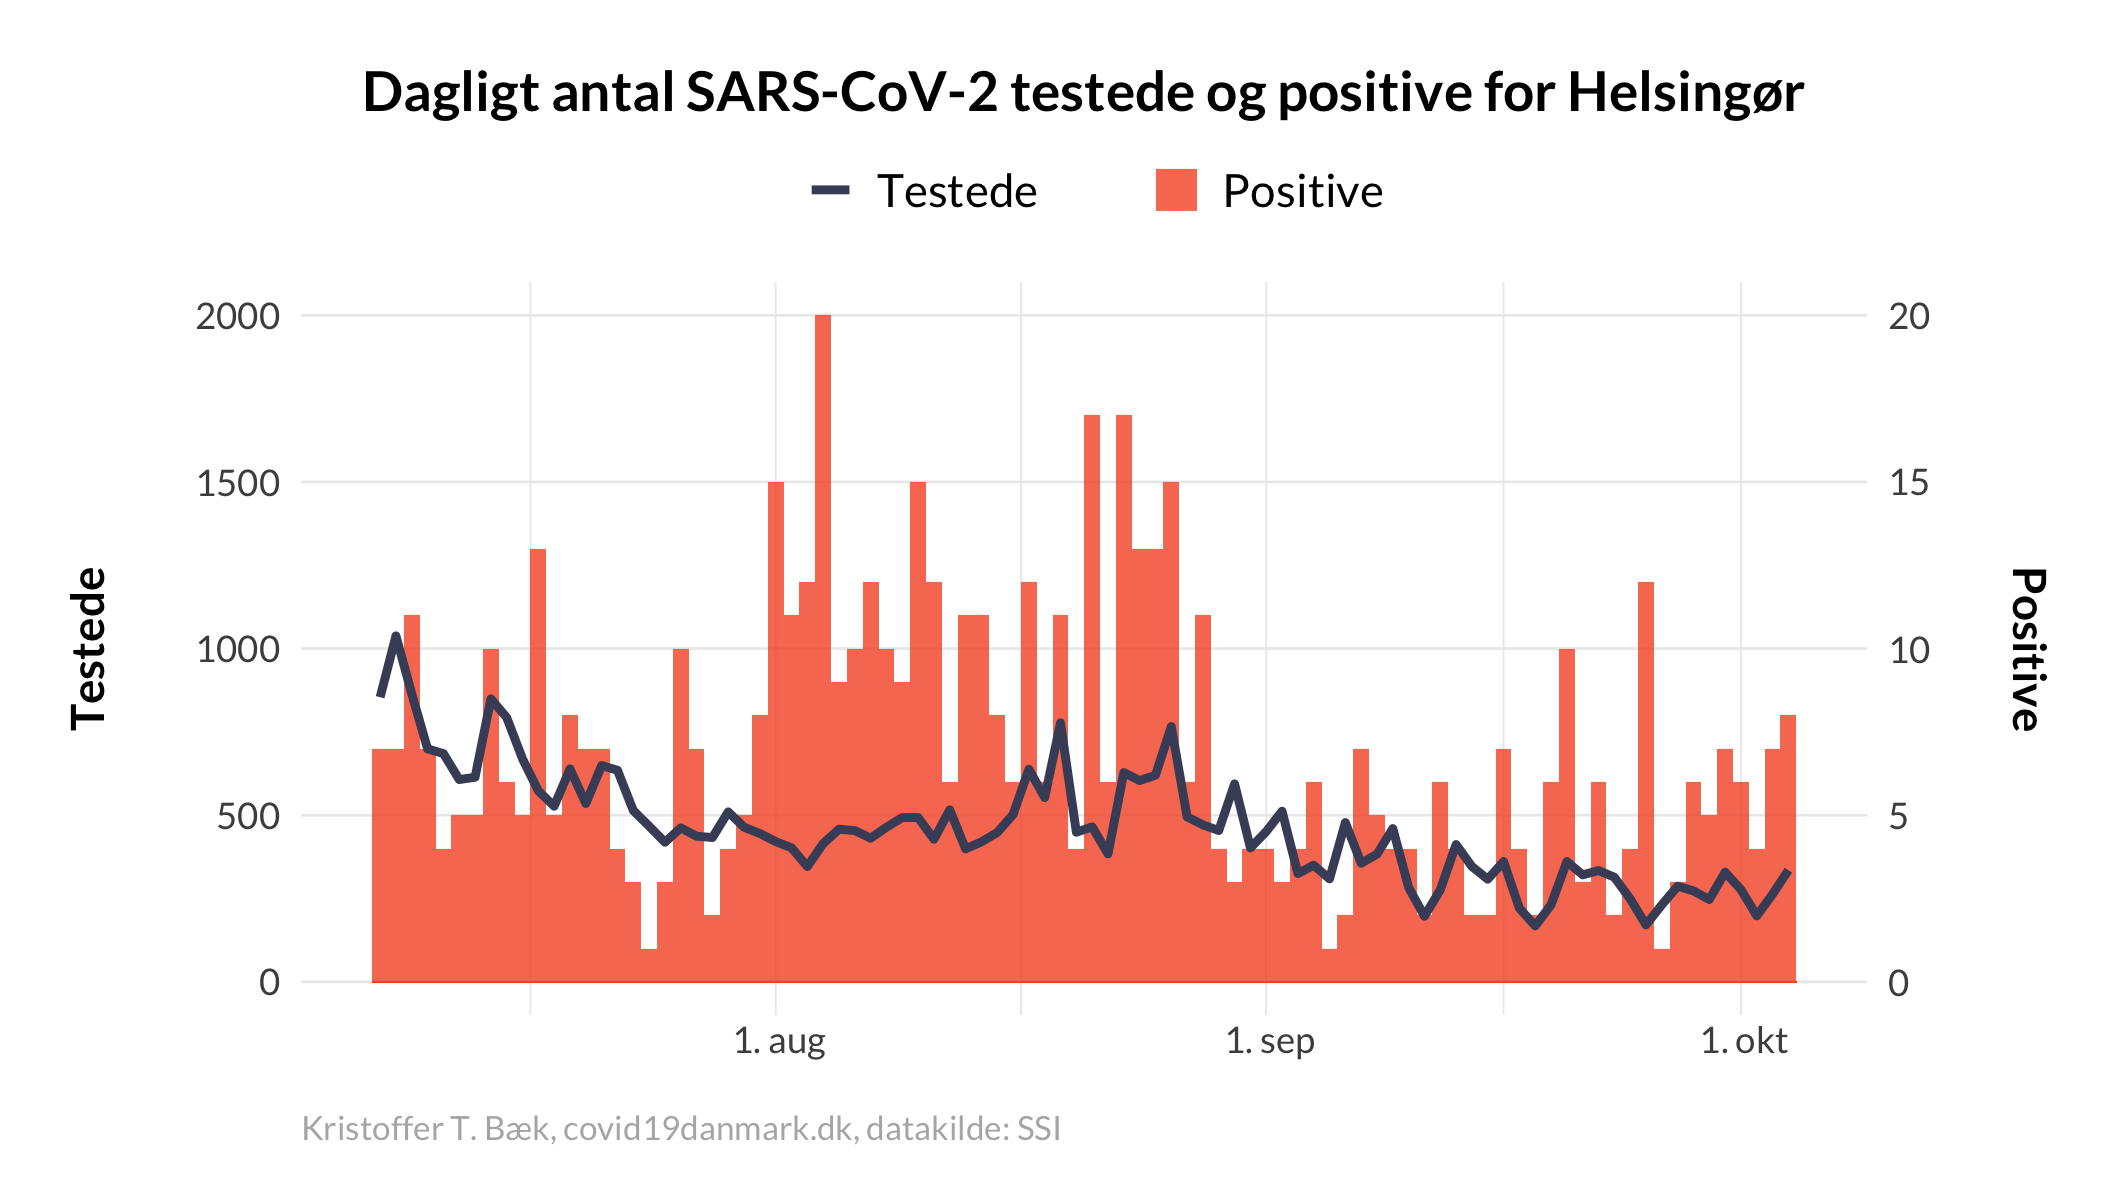 Dagligt antal SARS-CoV-2 testede og positive for Helsingør
Testede Positive
2000 20
1500 15
1000 10
500 5
0 0
Testede
Positive
1. aug 1. sep 1. okt
Kristoffer T. Bæk, covid19danmark.dk, datakilde: SSI